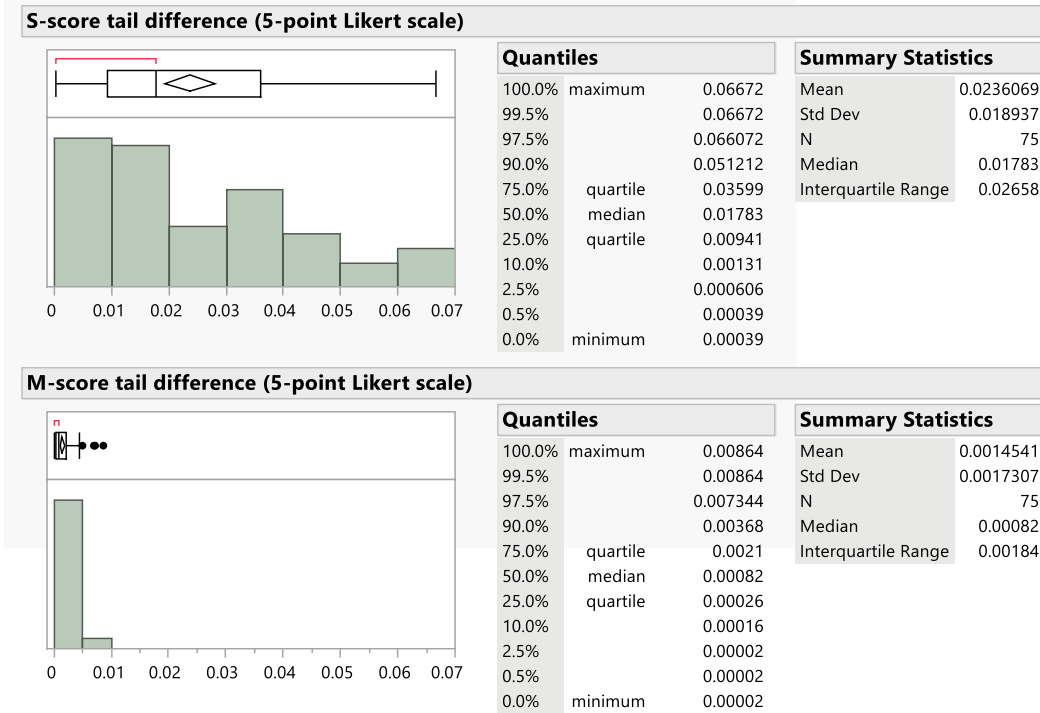 S-score tail difference (5-point Likert scale)
Quantiles
100.0% maximum 0.06672
99.5% 0.06672
97.5% 0.066072
90.0% 0.051212
75.0% quartile 0.03599
50.0% median 0.01783
25.0% quartile 0.00941
10.0% 0.00131
2.5% 0.000606
0.5% 0.00039
0.0% minimum 0.00039
Summary Statistics
Mean 0.0236069
Std Dev 0.018937
N 75
Median 0.01783
Interquartile Range 0.02658
0 0.01 0.02 0.03 0.04 0.05 0.06 0.07
M-score tail difference (5-point Likert scale)
Quantiles
100.0% maximum 0.00864
99.5% 0.00864
97.5% 0.007344
90.0% 0.00368
75.0% quartile 0.0021
50.0% median 0.00082
25.0% quartile 0.00026
10.0% 0.00016
2.5% 0.00002
0.5% 0.00002
0.0% minimum 0.00002
Summary Statistics
Mean 0.0014541
Std Dev 0.0017307
N 75
Median 0.00082
Interquartile Range 0.00184
0 0.01 0.02 0.03 0.04 0.05 0.06 0.07